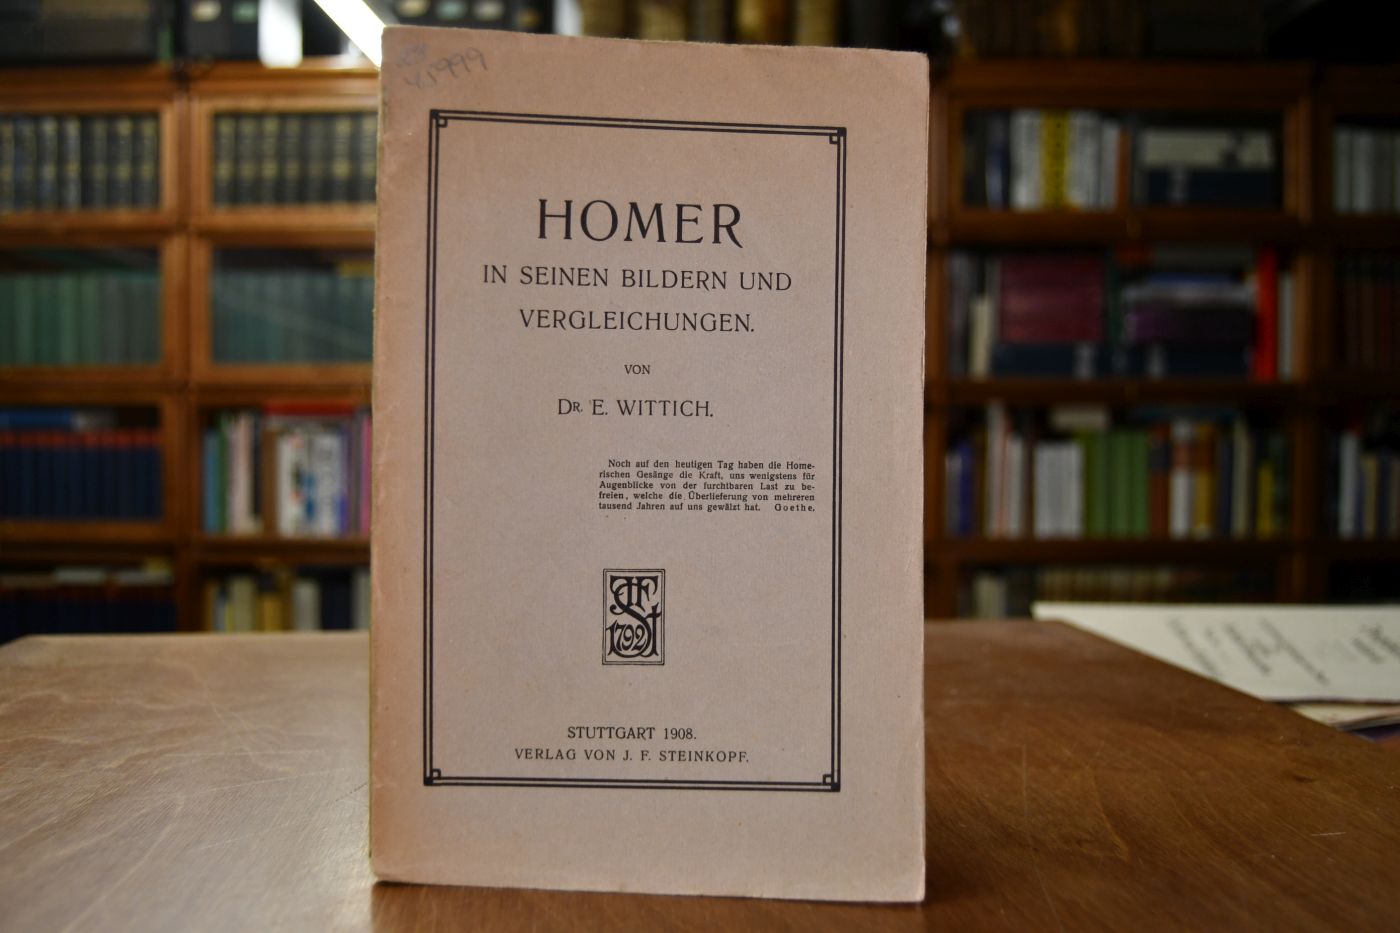 1999
HOMER
IN SEINEN BILDERN UND
VERGLEICHUNGEN.
VON
DR. E. WITTICH.
Noch auf den heutigen Tag haben die Home-
rischen Gesänge die Kraft, uns wenigstens für
Augenblicke von der furchtbaren Last zu be-
freien, welche die Überlieferung von mehreren
tausend Jahren auf uns gewälzt hat. Goethe.
JFSt
1792
STUTTGART 1908.
VERLAG VON J. F. STEINKOPF.